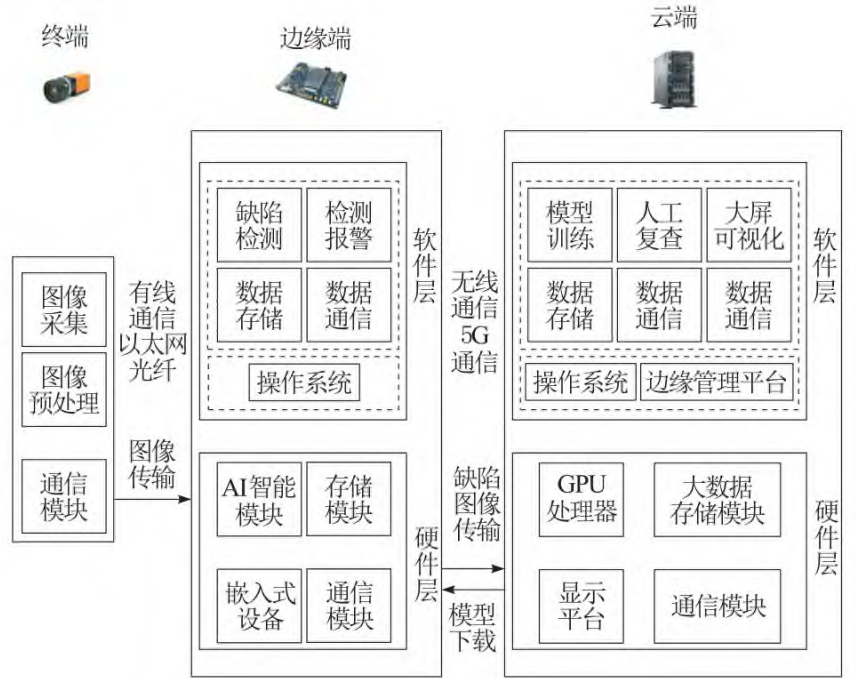 终端
边缘端
云端
图像
采集
图像
预处理
通信
模块
有线
通信
以太网
光纤
图像
传输
缺陷
检测
检测
报警
数据
存储
数据
通信
操作系统
软件层
AI智能
模块
存储
模块
嵌入式
设备
通信
模块
硬件层
无线
通信
5G
通信
缺陷
图像
传输
模型
下载
模型
训练
人工
复查
大屏
可视化
数据
存储
数据
通信
数据
通信
操作系统
边缘管理平台
软件层
GPU
处理器
大数据
存储模块
显示
平台
通信模块
硬件层